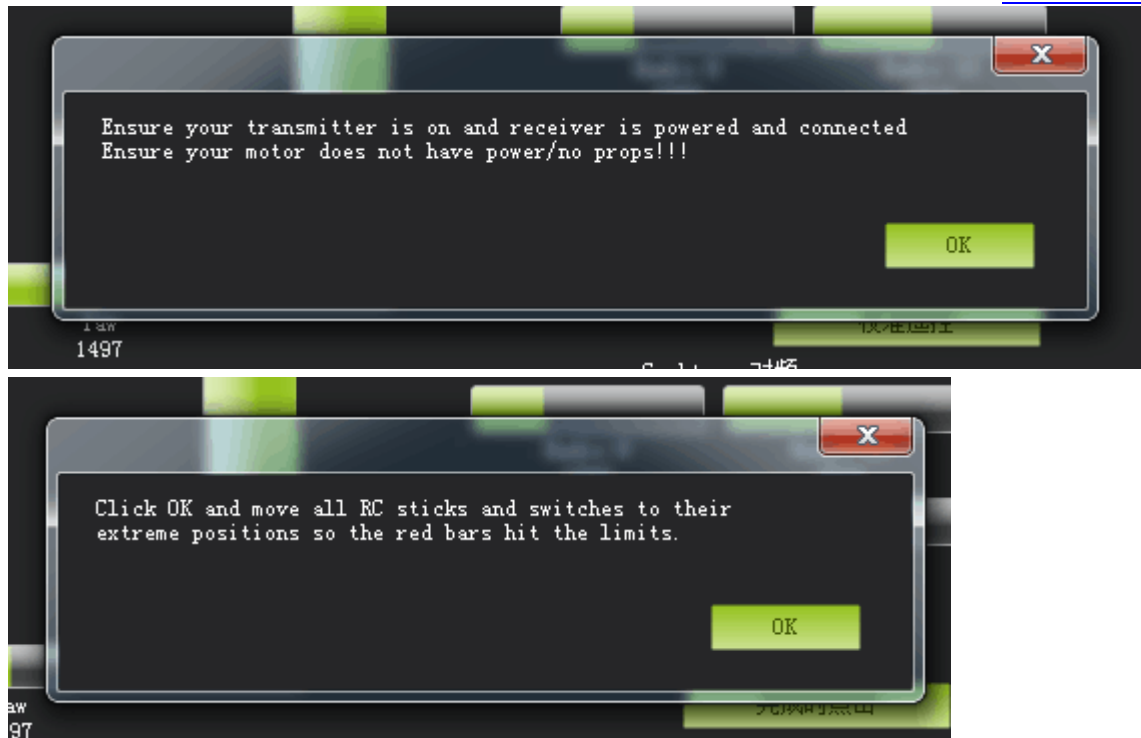 Ensure your transmitter is on and receiver is powered and connected
Ensure your motor does not have power/no props!!!
OK
1497
Click OK and move all RC sticks and switches to their
extreme positions so the red bars hit the limits.
OK
aw
97